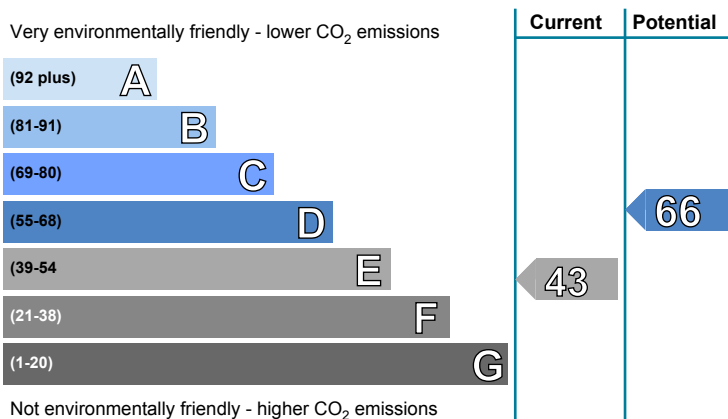 Current Potential
Very environmentally friendly - lower CO2 emissions
(92 plus) A
(81-91) B
(69-80) C
(55-68) D
66
(39-54 E
43
(21-38) F
(1-20) G
Not environmentally friendly - higher CO2 emissions